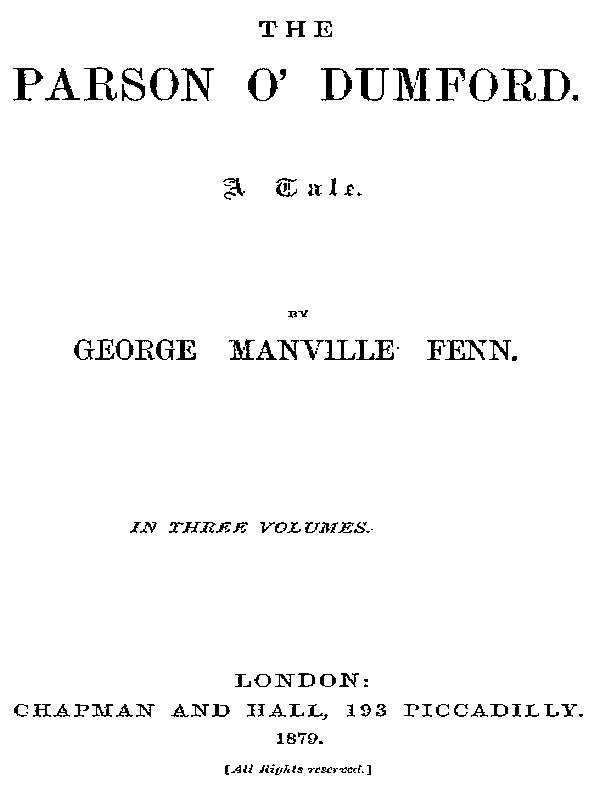 THE
PARSON O' DUMFORD.
A Tale.
BY
GEORGE MANVILLE FENN.
IN THREE VOLUMES.
LONDON:
CHAPMAN AND HALL, 193 PICCADILLY.
1879.
[All Rights reserved.]